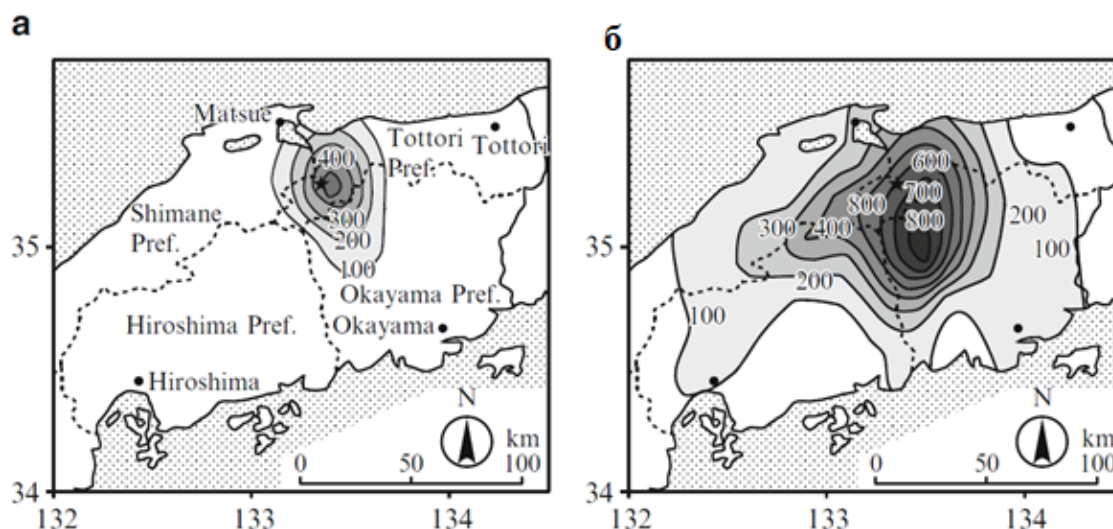 а
Matsue
400
Tottori
Pref.
Tottori
300
200
100
Shimane
Pref.
35
Okayama Pref.
Hiroshima Pref.
Okayama
Hiroshima
N
km
0 50 100
34
132 133 134
б
600
700
800
800
300
400
200
200
100
100
35
N
km
0 50 100
34
132 133 134